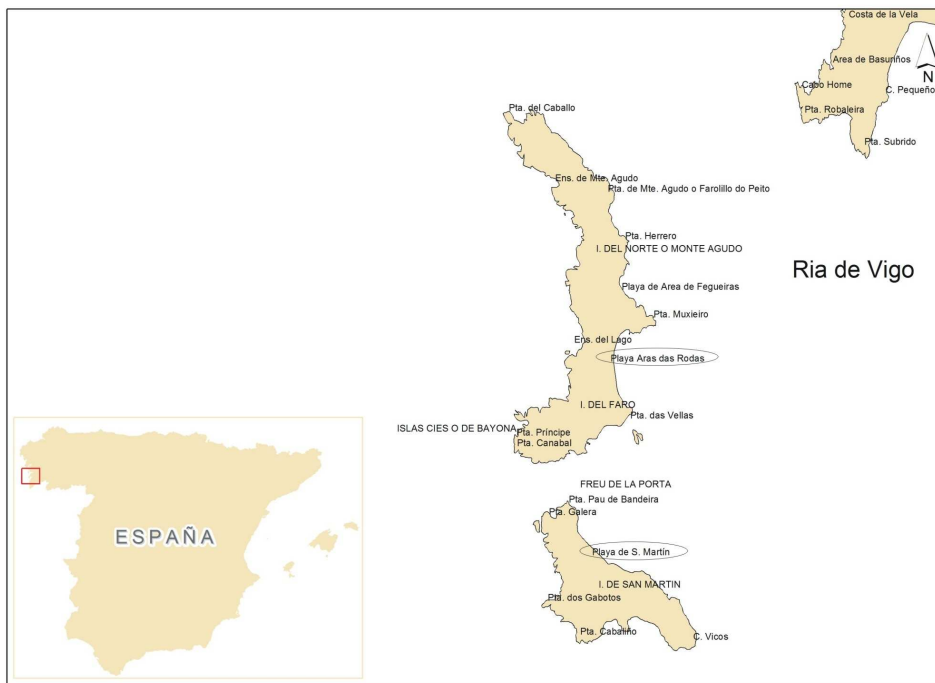 Costa de la Vela
Area de Basuriños
N
Cabo Home
C. Pequeño
Pta. Robaleira
Pta. Subrido
Pta. del Caballo
Ens. de Mte. Agudo
Pta. de Mte. Agudo o Farolillo do Peito
Pta. Herrero
I. DEL NORTE O MONTE AGUDO
Ria de Vigo
Playa de Area de Fegueiras
Pta. Muxieiro
Ens. del Lago
Playa Aras das Rodas
I. DEL FARO
Pta. das Vellas
ISLAS CIES O DE BAYONA
Pta. Príncipe
Pta. Canabal
FREU DE LA PORTA
Pta. Pau de Bandeira
Pta. Galera
Playa de S. Martín
I. DE SAN MARTIN
Pta. dos Gabotos
Pta. Cabaliño
C. Vicos
ESPAÑA